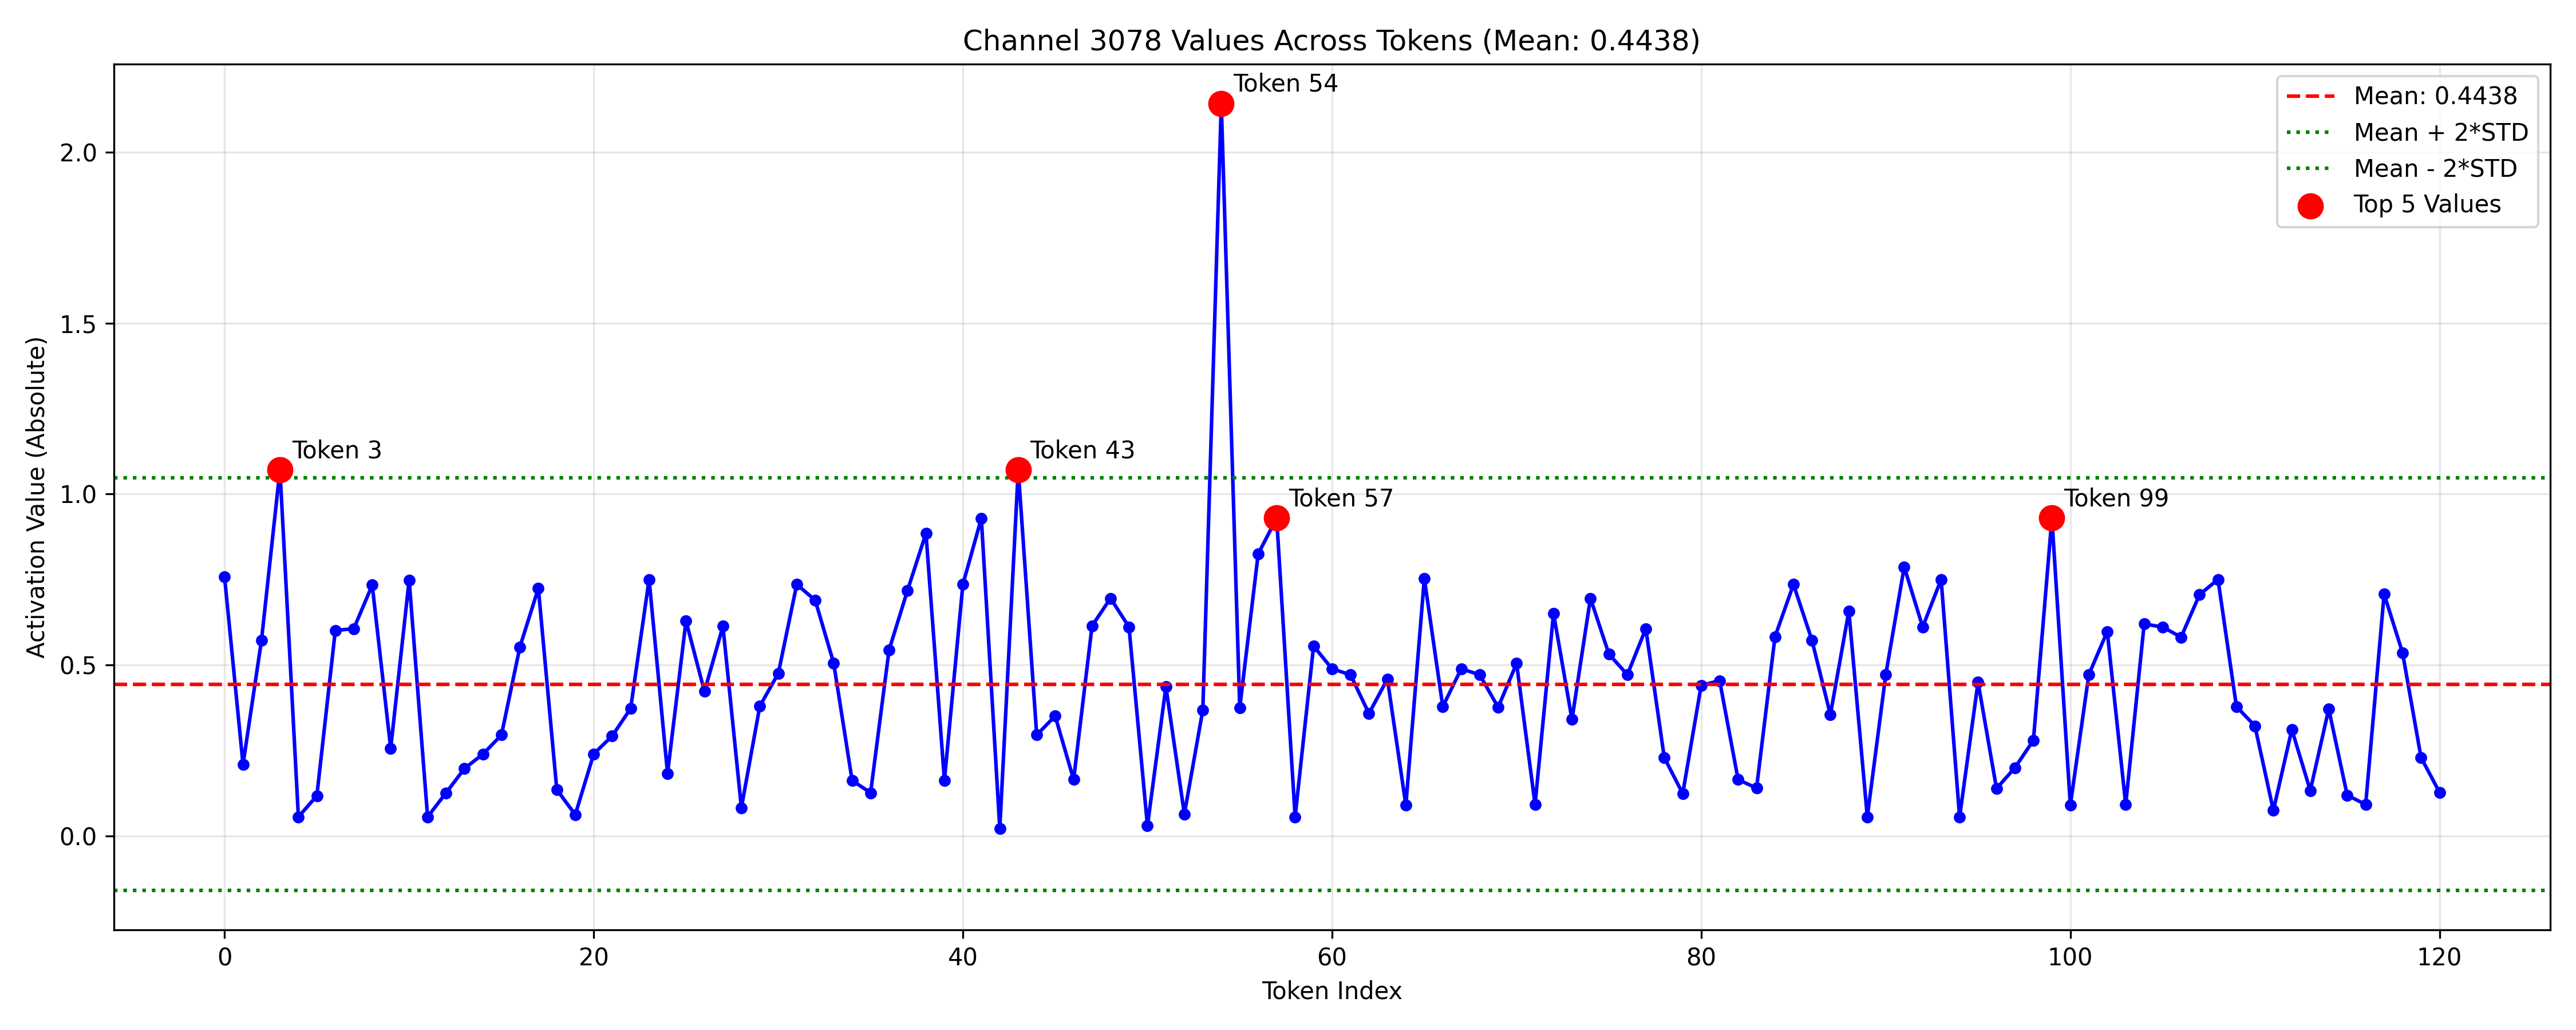 Channel 3078 Values Across Tokens (Mean: 0.4438)
Token 54
Mean: 0.4438
Mean + 2*STD
Mean - 2*STD
Top 5 Values
2.0
1.5
Activation Value (Absolute)
Token 3
Token 43
Token 57
Token 99
1.0
0.5
0.0
0 20 40 60 80 100 120
Token Index